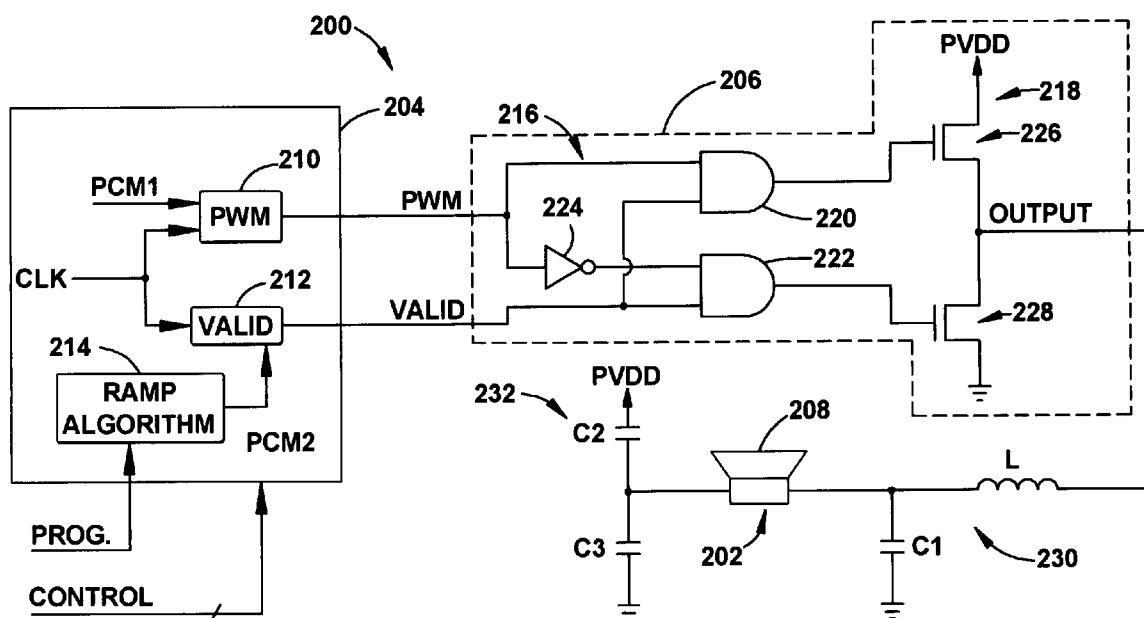 200
PVDD
204
206
218
216
226
210
PCM1
PWM
PWM
224
220
OUTPUT
CLK
212
222
VALID
VALID
228
214
PVDD
RAMP
ALGORITHM
232
208
C2
PCM2
L
PROG.
C3
202
C1
230
CONTROL